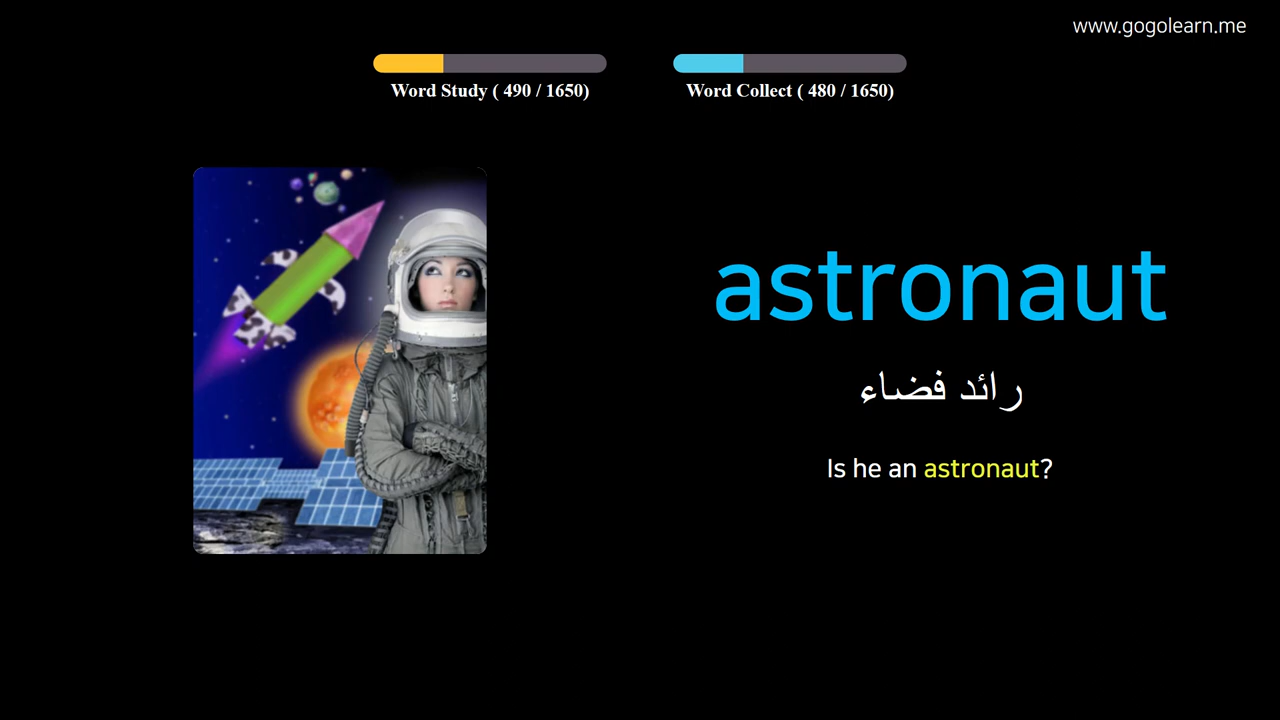 www.gogolearn.me
Word Study ( 490 / 1650)
Word Collect ( 480 / 1650)
astronaut
رائد فضاء
Is he an astronaut?